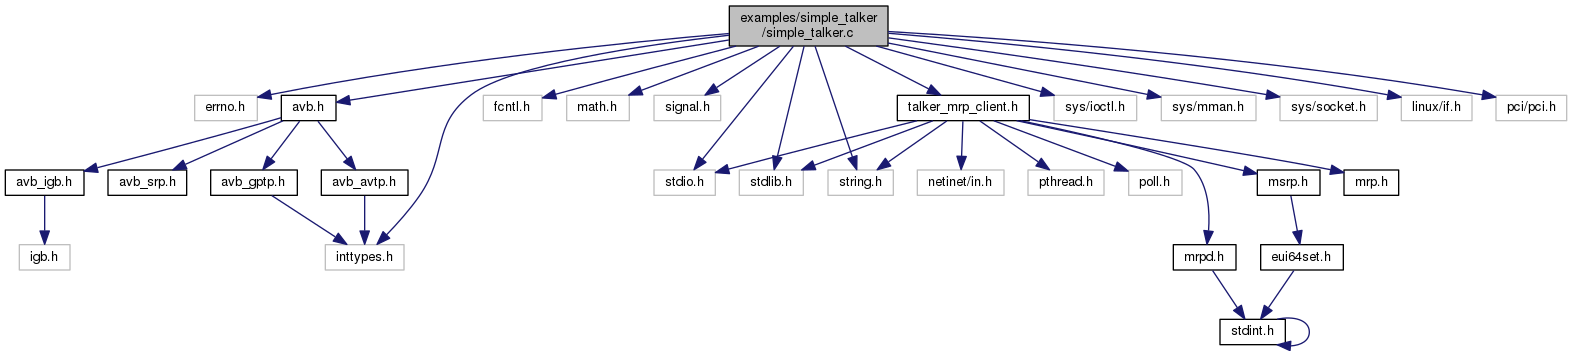 examples/simple_talker
/simple_talker.c
errno.h
avb.h
fcntl.h
math.h
signal.h
talker_mrp_client.h
sys/ioctl.h
sys/mman.h
sys/socket.h
linux/if.h
pci/pci.h
avb_igb.h
avb_srp.h
avb_gptp.h
avb_avtp.h
stdio.h
stdlib.h
string.h
netinet/in.h
pthread.h
poll.h
msrp.h
mrp.h
igb.h
inttypes.h
mrpd.h
eui64set.h
stdint.h